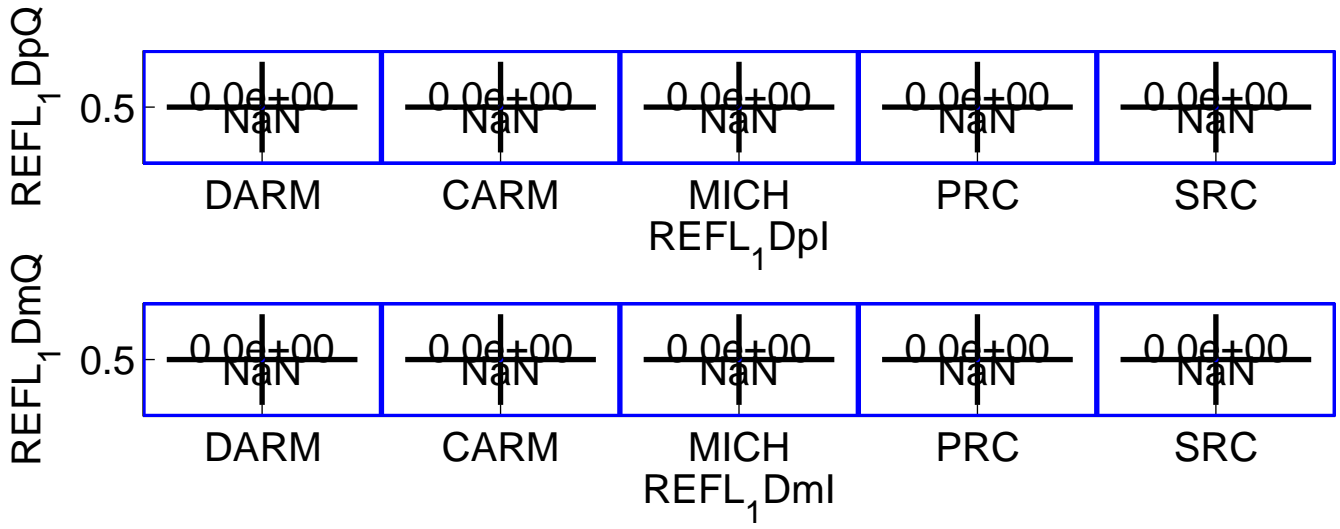 REFL₁DpQ
0.5
0.0e+00 0.0e+00 0.0e+00 0.0e+00 0.0e+00
NaN NaN NaN NaN NaN
DARM CARM MICH PRC SRC
REFL₁DpI
REFL₁DmQ
0.5
0.0e+00 0.0e+00 0.0e+00 0.0e+00 0.0e+00
NaN NaN NaN NaN NaN
DARM CARM MICH PRC SRC
REFL₁DmI